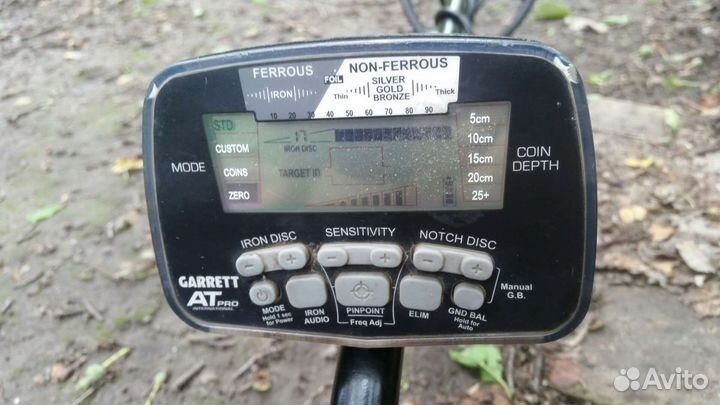 FERROUS
NON-FERROUS
FOIL
SILVER
IRON
Thin
GOLD
Thick
BRONZE
10 20 30 40 50 60 70 80 90
STD
5cm
IRON DISC
10cm
CUSTOM
MODE
15cm
COIN DEPTH
COINS
TARGET ID
20cm
ZERO
25+
IRON DISC
SENSITIVITY
NOTCH DISC
GARRETT
AT PRO
INTERNATIONAL
MODE
Hold 1 sec
for Power
IRON
AUDIO
PINPOINT
Freq Adj
ELIM
GND BAL
Hold for
Auto
Manual
G.B.
Avito